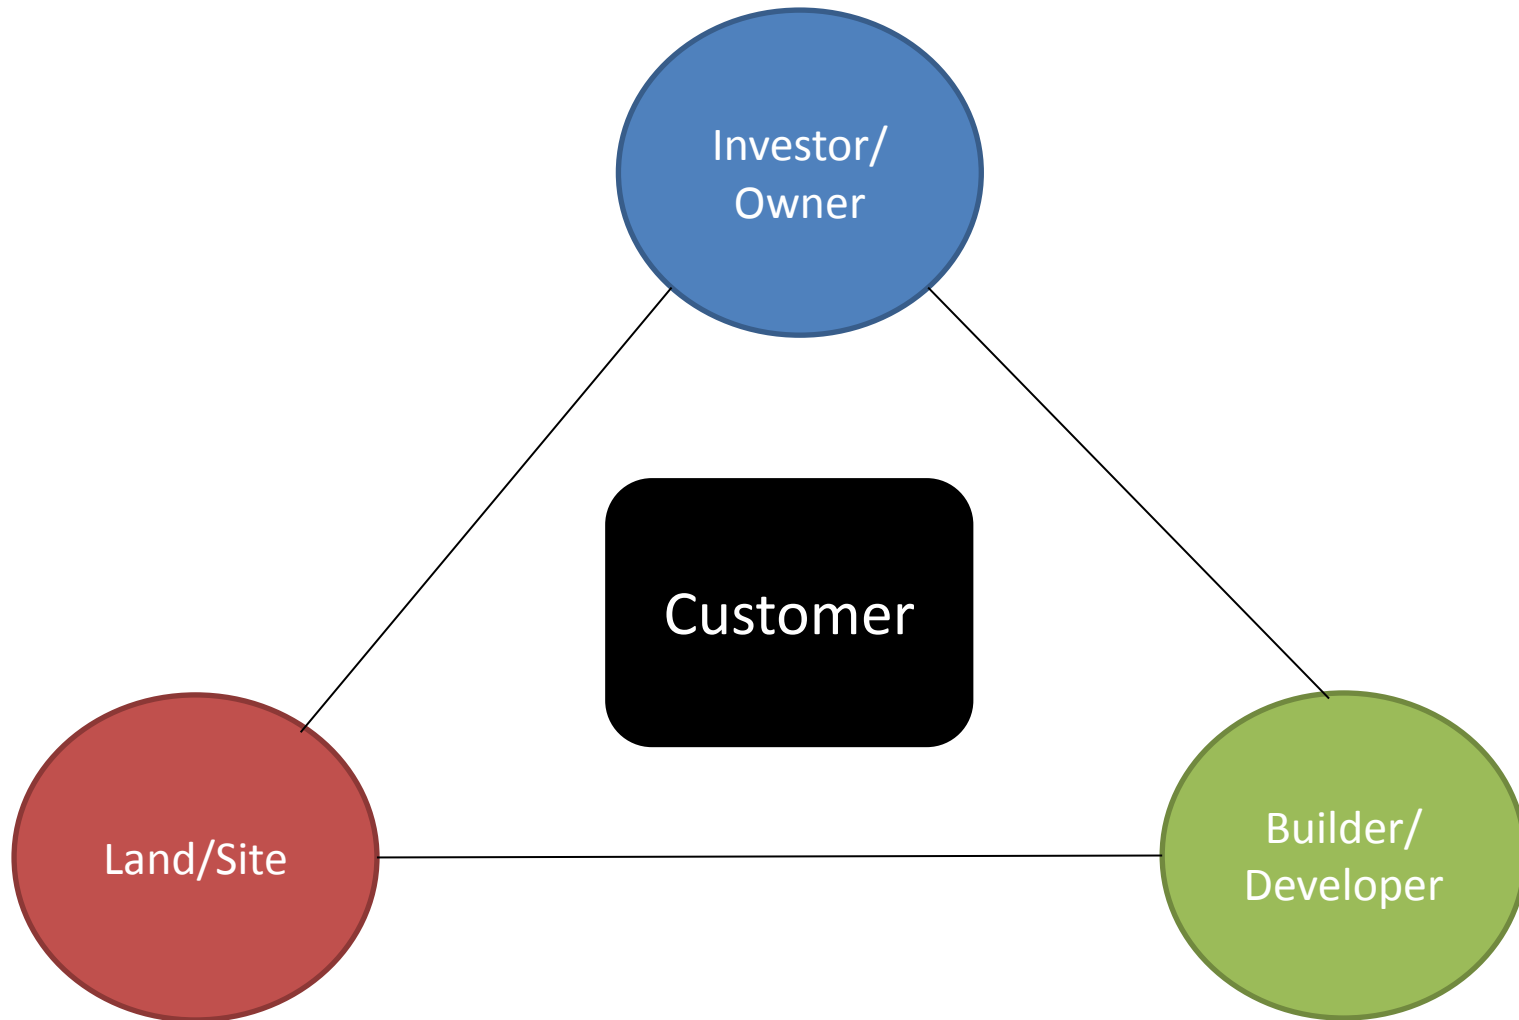 Investor/
Owner
Customer
Land/Site
Builder/
Developer